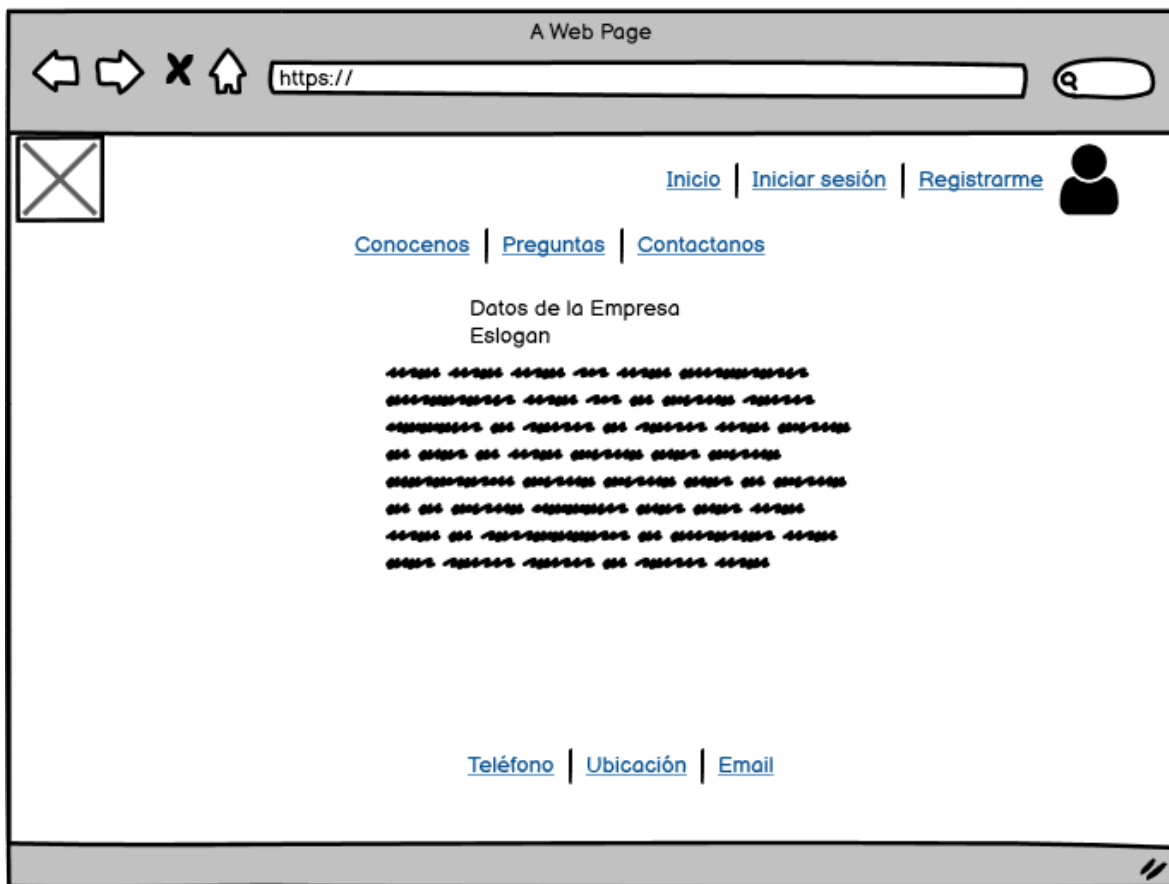 A Web Page
https://
Inicio | Iniciar sesión | Registrarme
Conocenos | Preguntas | Contactanos
Datos de la Empresa
Eslogan
Teléfono | Ubicación | Email